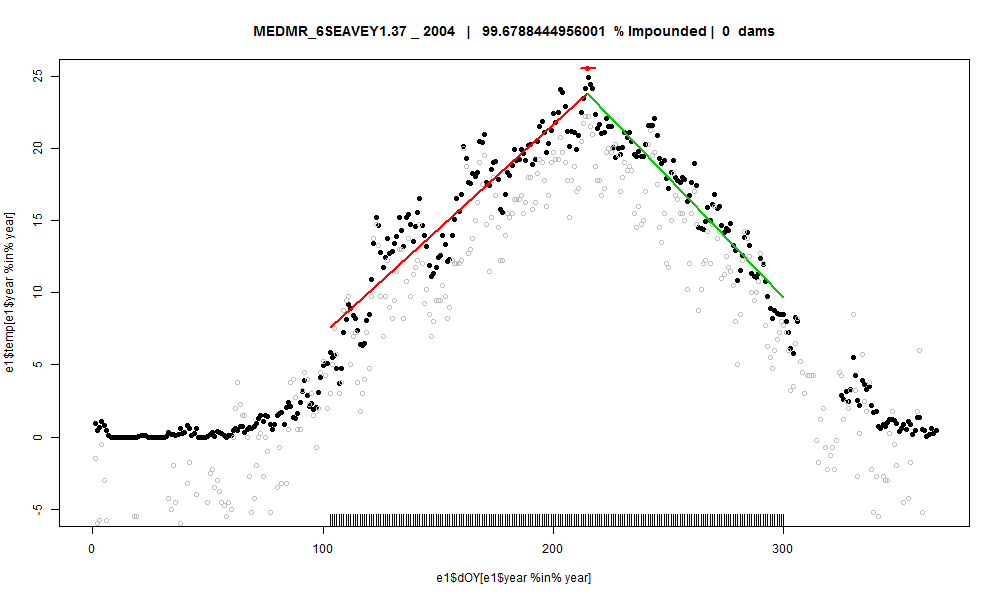 MEDMR_6SEAVEY1.37 _ 2004 | 99.6788444956001 % Impounded | 0 dams
25
20
15
10
5
0
-5
e1$temp[e1$year %in% year]
0 100 200 300
e1$dOY[e1$year %in% year]